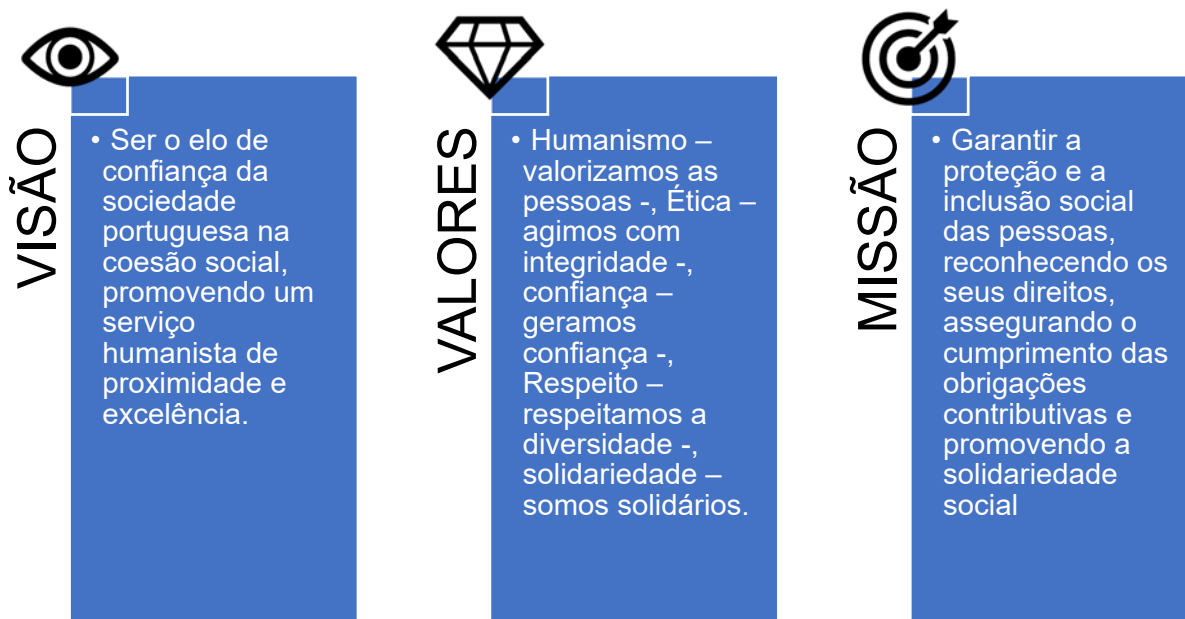 VISÃO
• Ser o elo de
confiança da
sociedade
portuguesa na
coesão social,
promovendo um
serviço
humanista de
proximidade e
excelência.
VALORES
• Humanismo –
valorizamos as
pessoas -, Ética –
agimos com
integridade -,
confiança –
geramos
confiança -,
Respeito –
respeitamos a
diversidade -,
solidariedade –
somos solidários.
MISSÃO
• Garantir a
proteção e a
inclusão social
das pessoas,
reconhecendo os
seus direitos,
assegurando o
cumprimento das
obrigações
contributivas e
promovendo a
solidariedade
social